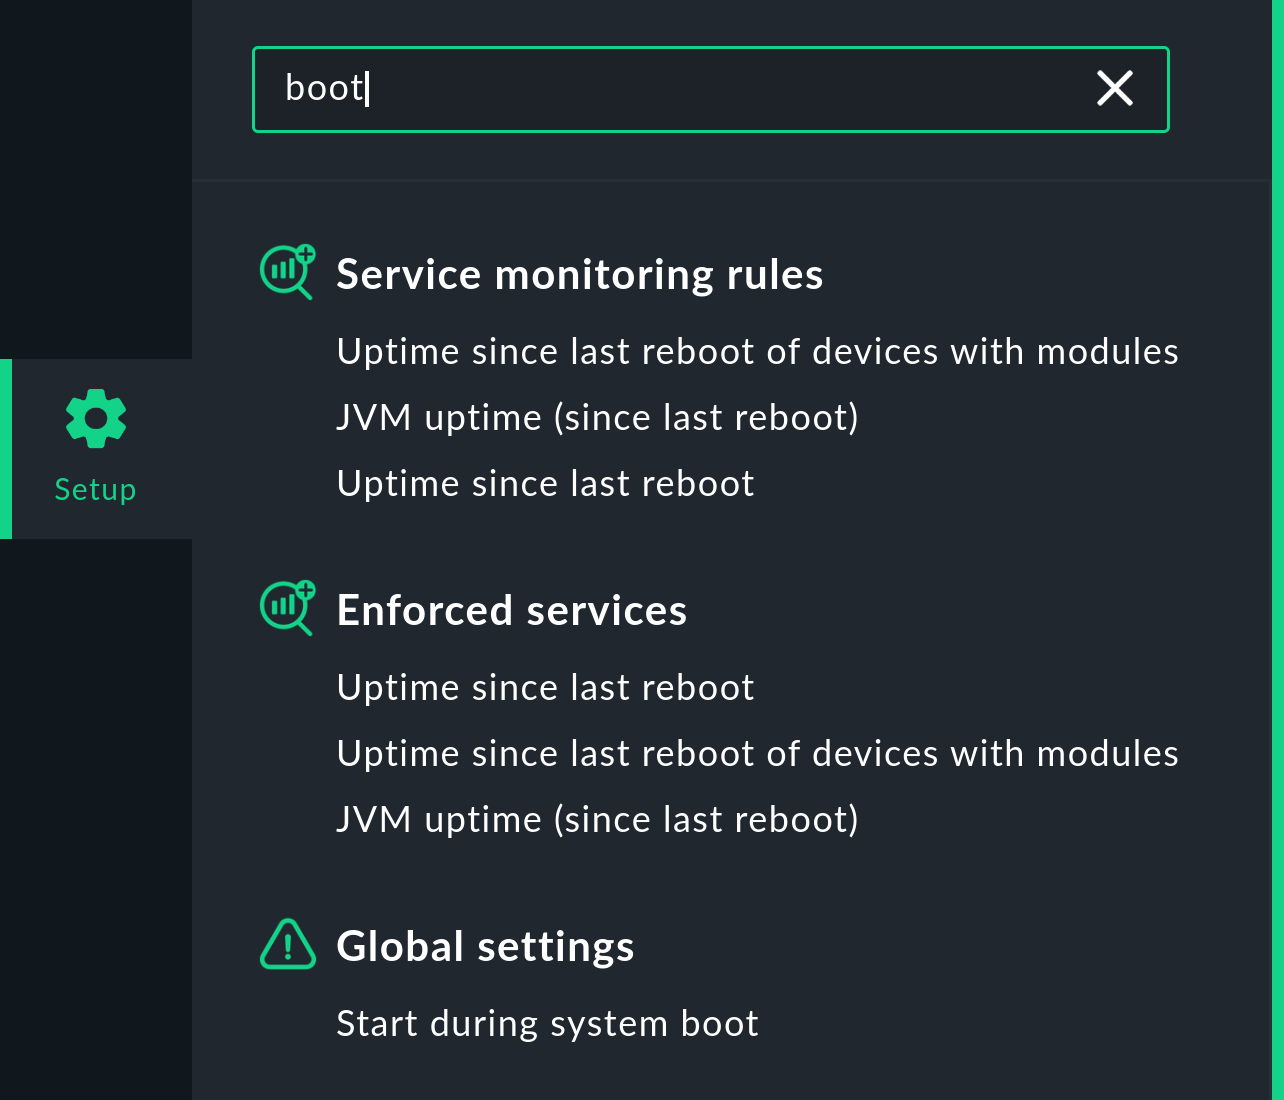 boot
Service monitoring rules
Uptime since last reboot of devices with modules
JVM uptime (since last reboot)
Uptime since last reboot
Setup
Enforced services
Uptime since last reboot
Uptime since last reboot of devices with modules
JVM uptime (since last reboot)
Global settings
Start during system boot